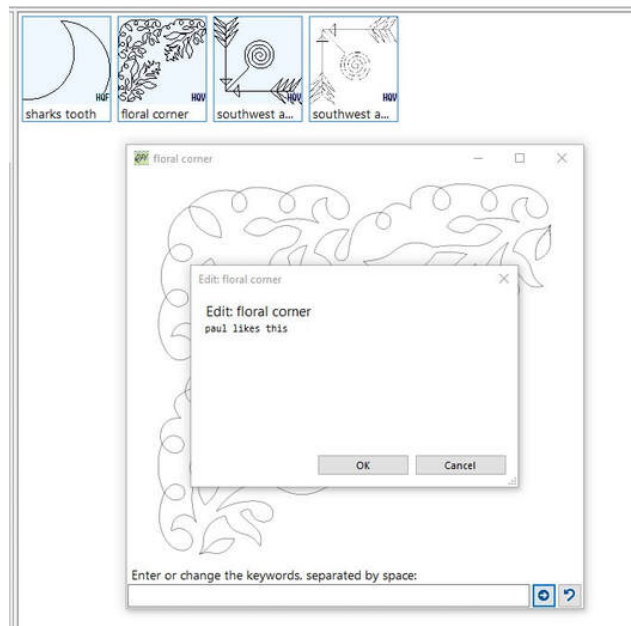 HQF
sharks tooth
HQV
floral corner
HQV
southwest a...
HQV
southwest a...
floral corner
Edit: floral corner
Edit: floral corner
paul likes this
OK
Cancel
Enter or change the keywords, separated by space: